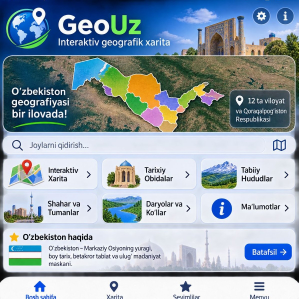 GeoUz
Interaktiv geografik xarita
O'zbekiston
geografiyasi
bir ilovada!
12 ta viloyat
va Qoraqalpog'iston
Respublikasi
Joylarni qidirish...
Interaktiv
Xarita
Tarixiy
Obidalar
Tabiiy
Hududlar
Shahar va
Tumanlar
Daryolar va
Ko'llar
Ma'lumotlar
O'zbekiston haqida
O'zbekiston – Markaziy Osiyoning yuragi,
boy tarix, betakror tabiat va ulug' madaniyat
maskani.
Batafsil →
Bosh sahifa
Xarita
Sevimlilar
Menyu